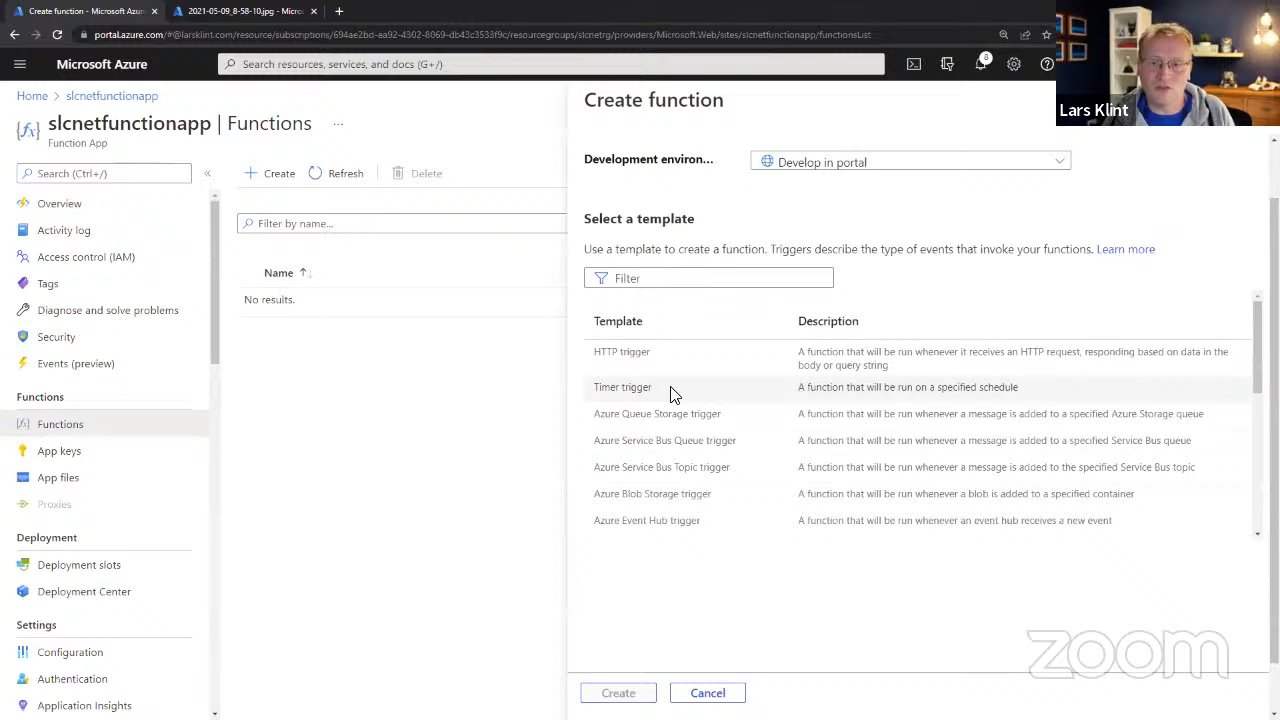 Create function - Microsoft Azure
2021-05-09_8-58-10.jpg - Microsoft
portal.azure.com/#@larsklint.com/resource/subscriptions/694ae2bd-ea92-4302-8069-db43c3533f9c/resourcegroups/slcnetrg/providers/Microsoft.Web/sites/slcnetfunctionapp/functionsList
Microsoft Azure
Search resources, services, and docs (G+/)
Lars Klint
Home > slcnetfunctionapp
slcnetfunctionapp | Functions ...
Function App
Search (Ctrl+/)
«
Overview
Activity log
Access control (IAM)
Tags
Diagnose and solve problems
Security
Events (preview)
Functions
Functions
App keys
App files
Proxies
Deployment
Deployment slots
Deployment Center
Settings
Configuration
Authentication
Application Insights
Create
Refresh
Delete
Filter by name...
Name ↑↓
No results.
Create function
Development environ...
Develop in portal
Select a template
Use a template to create a function. Triggers describe the type of events that invoke your functions. Learn more
Filter
Template Description
HTTP trigger A function that will be run whenever it receives an HTTP request, responding based on data in the
body or query string
Timer trigger A function that will be run on a specified schedule
Azure Queue Storage trigger A function that will be run whenever a message is added to a specified Azure Storage queue
Azure Service Bus Queue trigger A function that will be run whenever a message is added to a specified Service Bus queue
Azure Service Bus Topic trigger A function that will be run whenever a message is added to the specified Service Bus topic
Azure Blob Storage trigger A function that will be run whenever a blob is added to a specified container
Azure Event Hub trigger A function that will be run whenever an event hub receives a new event
Create Cancel
zoom